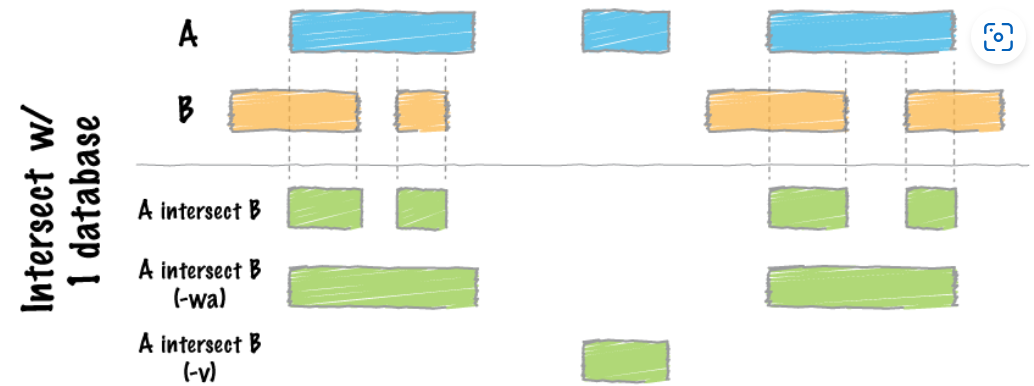 Intersect w/
1 database
A
B
A intersect B
A intersect B
(-wa)
A intersect B
(-v)